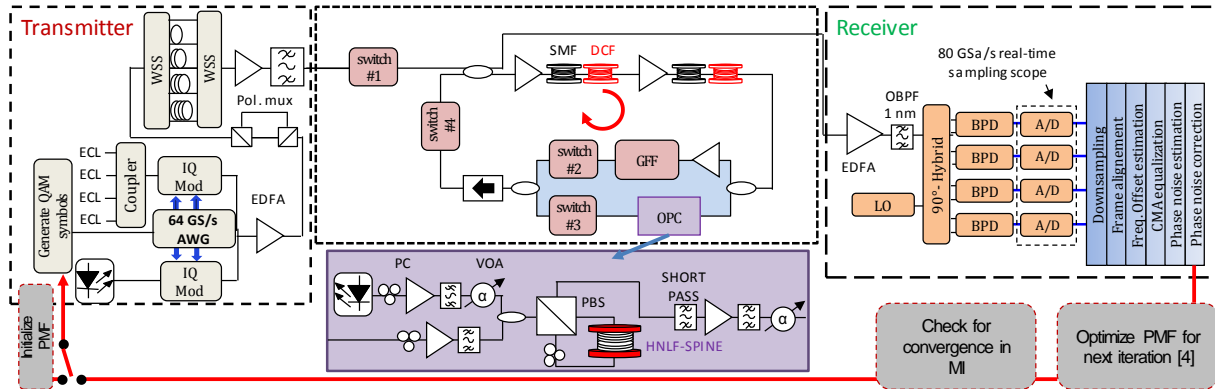 Transmitter
WSS
WSS
Pol. mux
ECL
ECL
ECL
ECL
Coupler
IQ
Mod
64 GS/s
AWG
IQ
Mod
EDFA
Generate QAM
symbols
Initialize
PMF
switch
#1
SMF
DCF
switch
#4
switch
#2
GFF
switch
#3
OPC
PC
VOA
α
PBS
HNLF-SPINE
SHORT
PASS
α
Receiver
80 GSa/s real-time
sampling scope
OBPF
1 nm
EDFA
LO
90°- Hybrid
BPD
A/D
BPD
A/D
BPD
A/D
BPD
A/D
Downsampling
Frame alignement
Freq. Offset estimation
CMA equalization
Phase noise estimation
Phase noise correction
Check for
convergence in
MI
Optimize PMF for
next iteration [4]